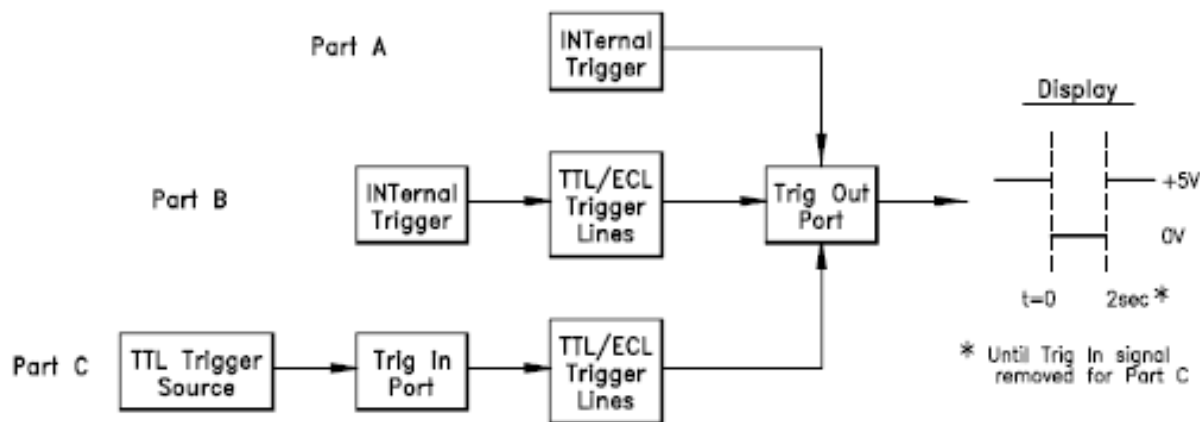 Part A
INTernal
Trigger
Display
Part B
INTernal
Trigger
TTL/ECL
Trigger
Lines
Trig Out
Port
+5V
0V
t=0
2sec*
Part C
TTL Trigger
Source
Trig In
Port
TTL/ECL
Trigger
Lines
* Until Trig In signal
removed for Part C